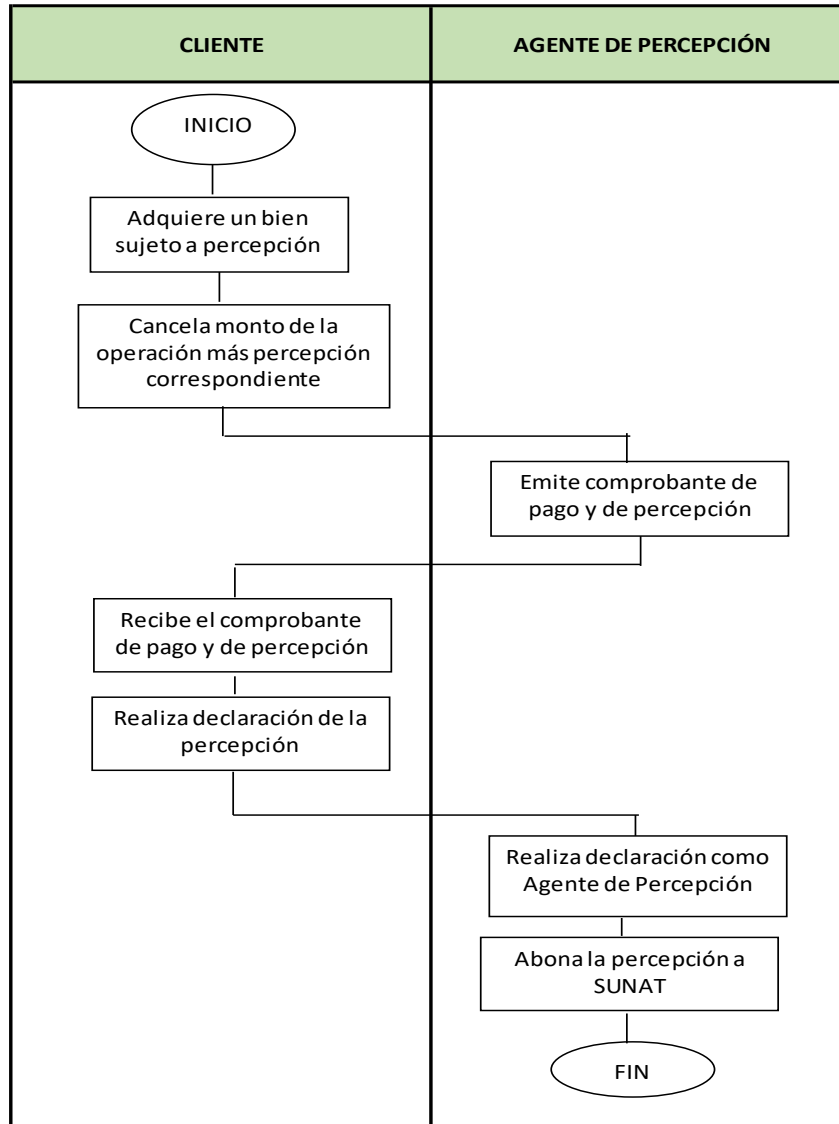 CLIENTE
AGENTE DE PERCEPCIÓN
INICIO
Adquiere un bien
sujeto a percepción
Cancela monto de la
operación más percepción
correspondiente
Emite comprobante de
pago y de percepción
Recibe el comprobante
de pago y de percepción
Realiza declaración de la
percepción
Realiza declaración como
Agente de Percepción
Abona la percepción a
SUNAT
FIN